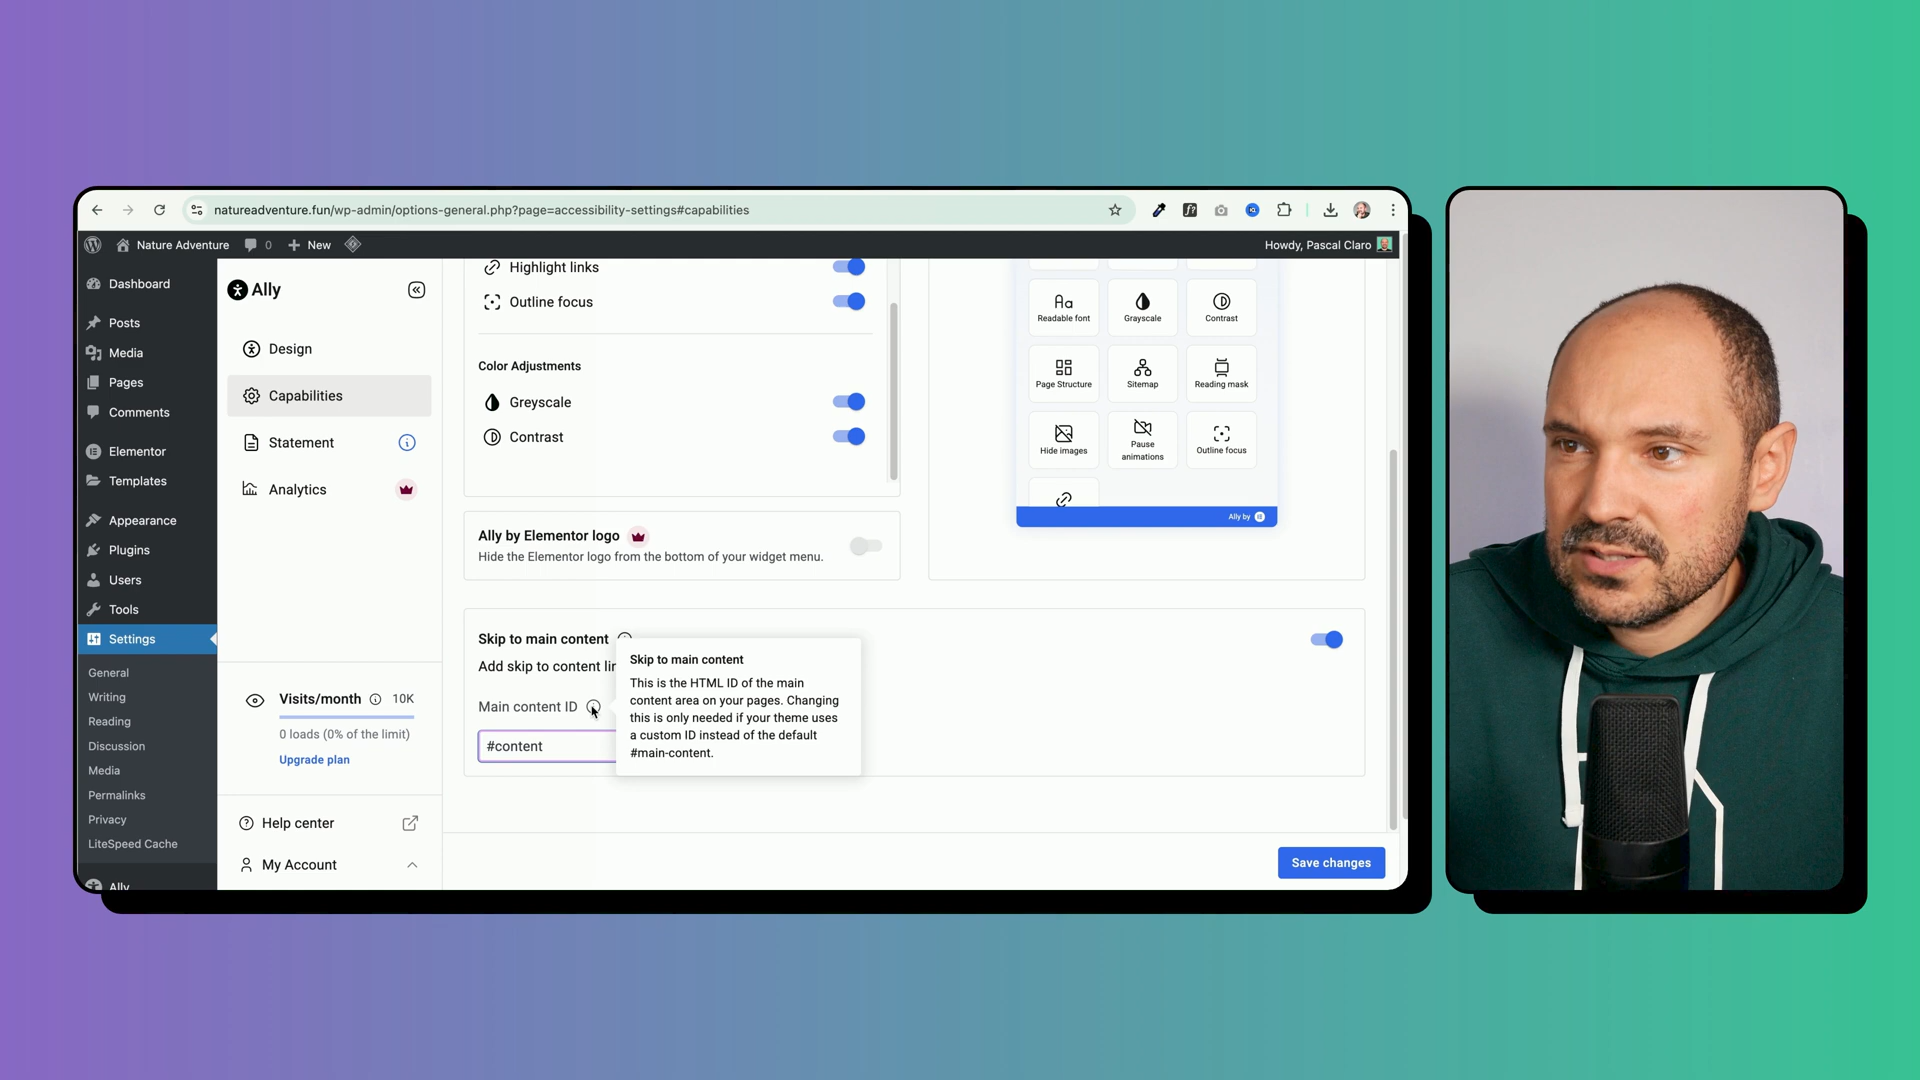 natureadventure.fun/wp-admin/options-general.php?page=accessibility-settings#capabilities
Nature Adventure
0
New
Howdy, Pascal Claro
Dashboard
Posts
Media
Pages
Comments
Elementor
Templates
Appearance
Plugins
Users
Tools
Settings
General
Writing
Reading
Discussion
Media
Permalinks
Privacy
LiteSpeed Cache
Ally
Ally
Design
Capabilities
Statement
Analytics
Visits/month
10K
0 loads (0% of the limit)
Upgrade plan
Help center
My Account
Highlight links
Outline focus
Color Adjustments
Greyscale
Contrast
Ally by Elementor logo
Hide the Elementor logo from the bottom of your widget menu.
Readable font
Grayscale
Contrast
Page Structure
Sitemap
Reading mask
Hide images
Pause
animations
Outline focus
Ally by
Skip to main content
Add skip to content lin
Main content ID
#content
Skip to main content
This is the HTML ID of the main
content area on your pages. Changing
this is only needed if your theme uses
a custom ID instead of the default
#main-content.
Save changes